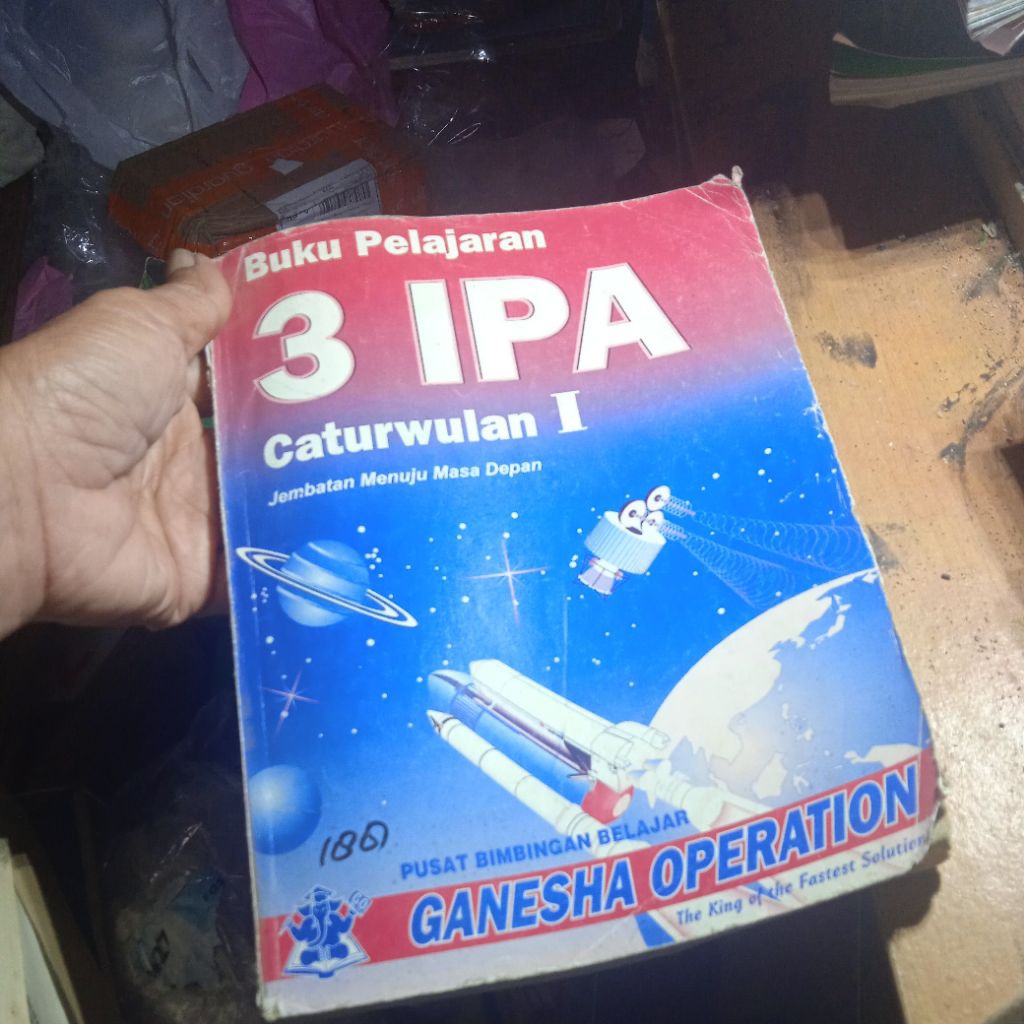 Buku Pelajaran
3 IPA
Caturwulan I
Jembatan Menuju Masa Depan
PUSAT BIMBINGAN BELAJAR
GANESHA OPERATION
The King of the Fastest Solution
GO